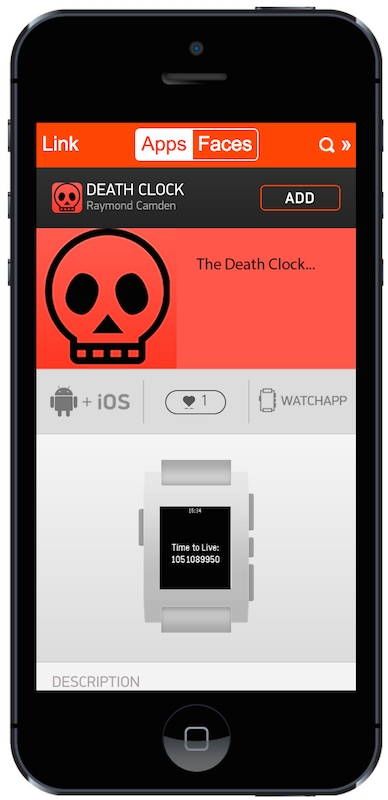 Link
Apps Faces
»
DEATH CLOCK
Raymond Camden
ADD
The Death Clock...
+ iOS
1
WATCHAPP
15:34
Time to Live:
1051089950
DESCRIPTION